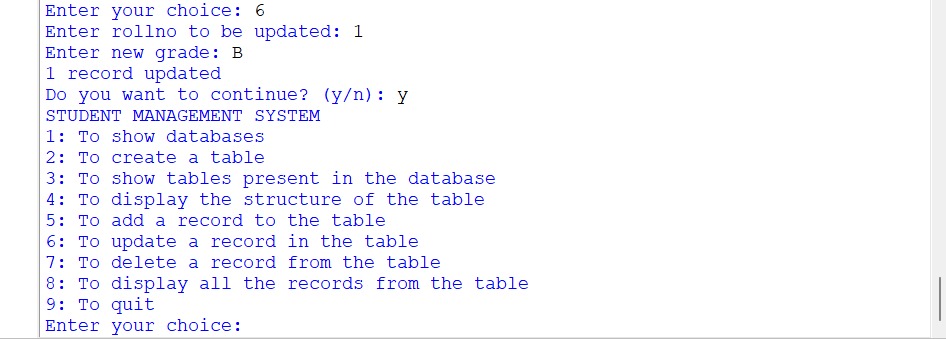 Enter your choice: 6
Enter rollno to be updated: 1
Enter new grade: B
1 record updated
Do you want to continue? (y/n): y
STUDENT MANAGEMENT SYSTEM
1: To show databases
2: To create a table
3: To show tables present in the database
4: To display the structure of the table
5: To add a record to the table
6: To update a record in the table
7: To delete a record from the table
8: To display all the records from the table
9: To quit
Enter your choice: